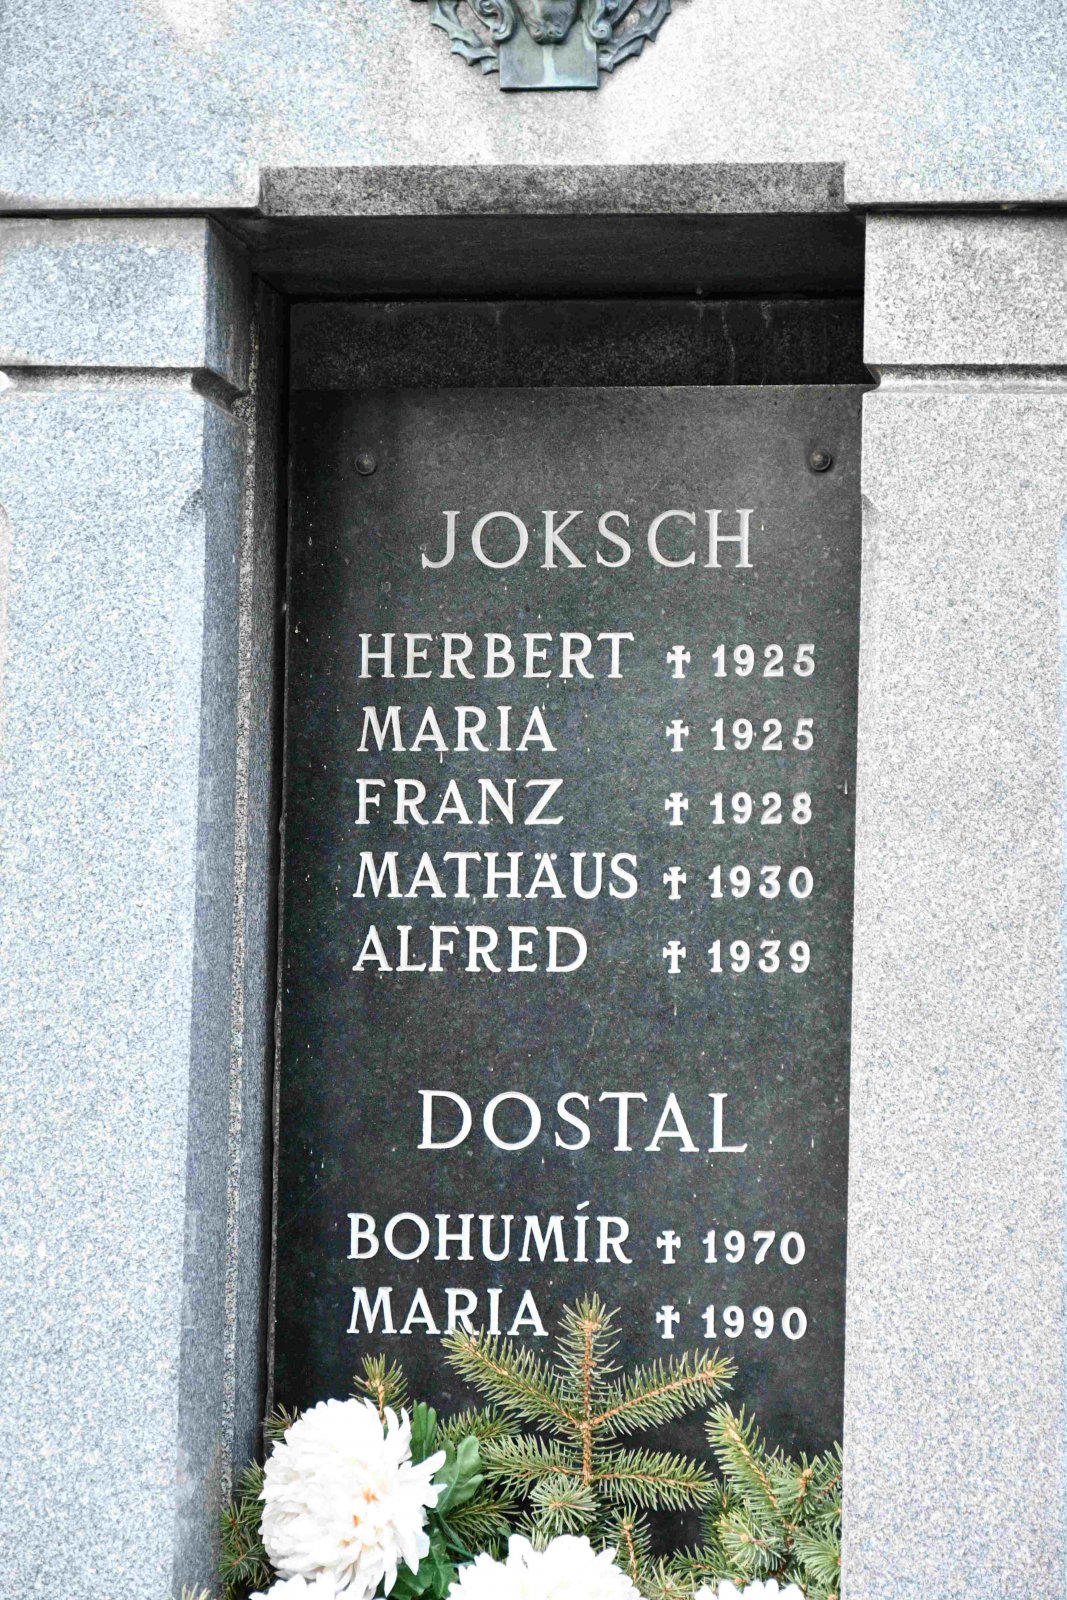 JOKSCH
HERBERT ✝ 1925
MARIA ✝ 1925
FRANZ ✝ 1928
MATHÄUS ✝ 1930
ALFRED ✝ 1939
DOSTAL
BOHUMÍR ✝ 1970
MARIA ✝ 1990